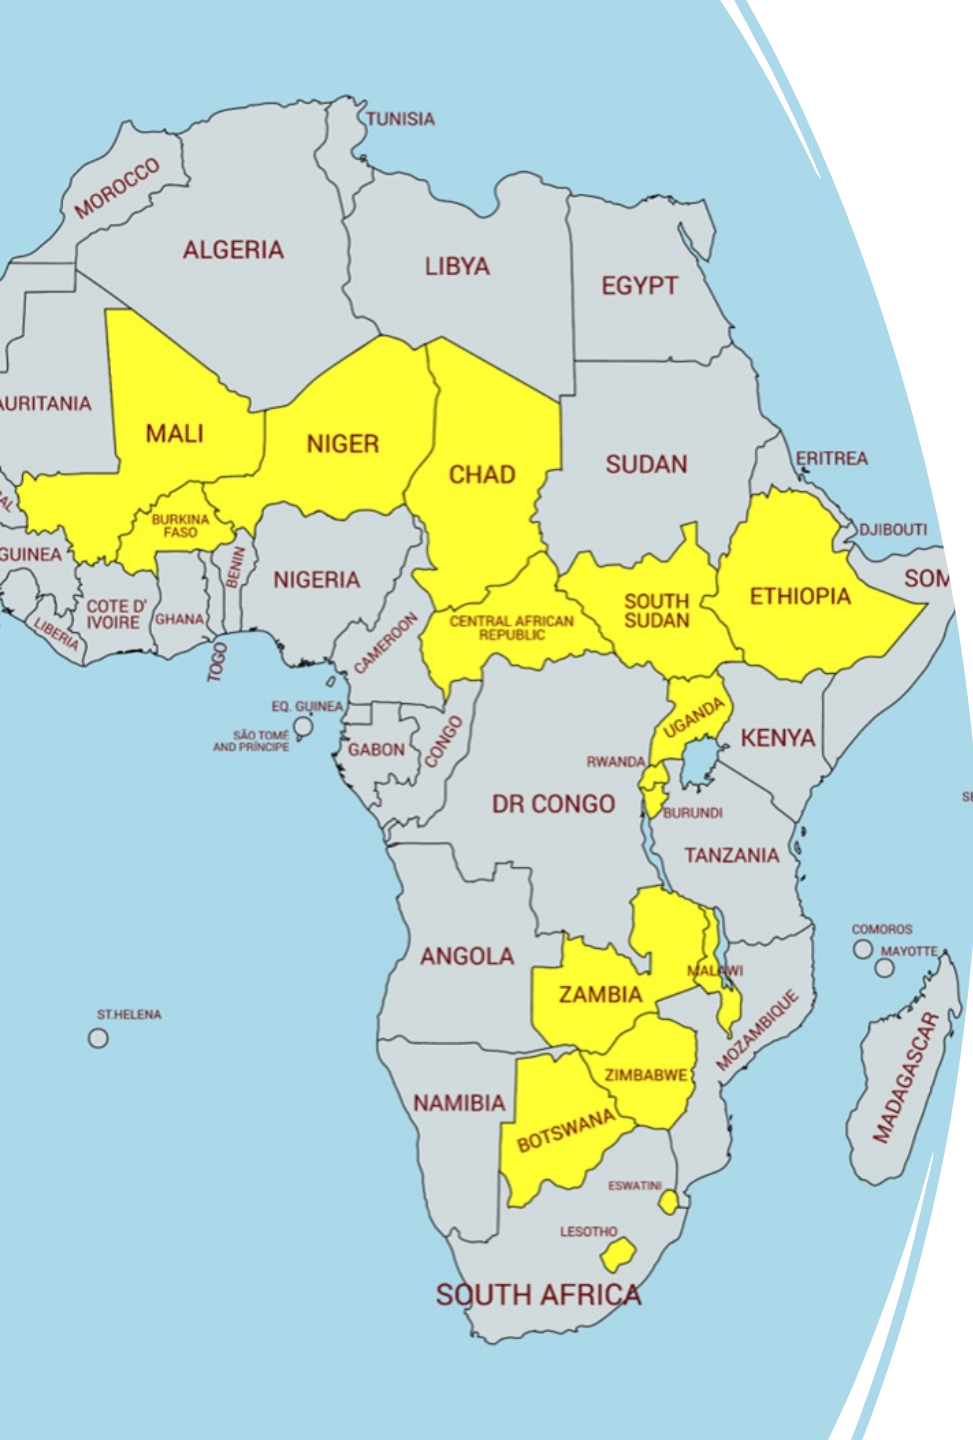 TUNISIA
MOROCCO
ALGERIA
LIBYA
EGYPT
AURITANIA
MALI
NIGER
CHAD
SUDAN
ERITREA
AL
BURKINA
FASO
DJIBOUTI
GUINEA
BENIN
NIGERIA
SOM
COTE D'
IVOIRE
GHANA
LIBERIA
TOGO
CAMEROON
CENTRAL AFRICAN
REPUBLIC
SOUTH
SUDAN
ETHIOPIA
EQ. GUINEA
SÃO TOMÉ
AND PRÍNCIPE
GABON
CONGO
UGANDA
KENYA
RWANDA
DR CONGO
BURUNDI
SE
TANZANIA
COMOROS
MAYOTTE
ANGOLA
ZAMBIA
MALAWI
ST.HELENA
MOZAMBIQUE
MADAGASCAR
NAMIBIA
ZIMBABWE
BOTSWANA
ESWATINI
LESOTHO
SOUTH AFRICA